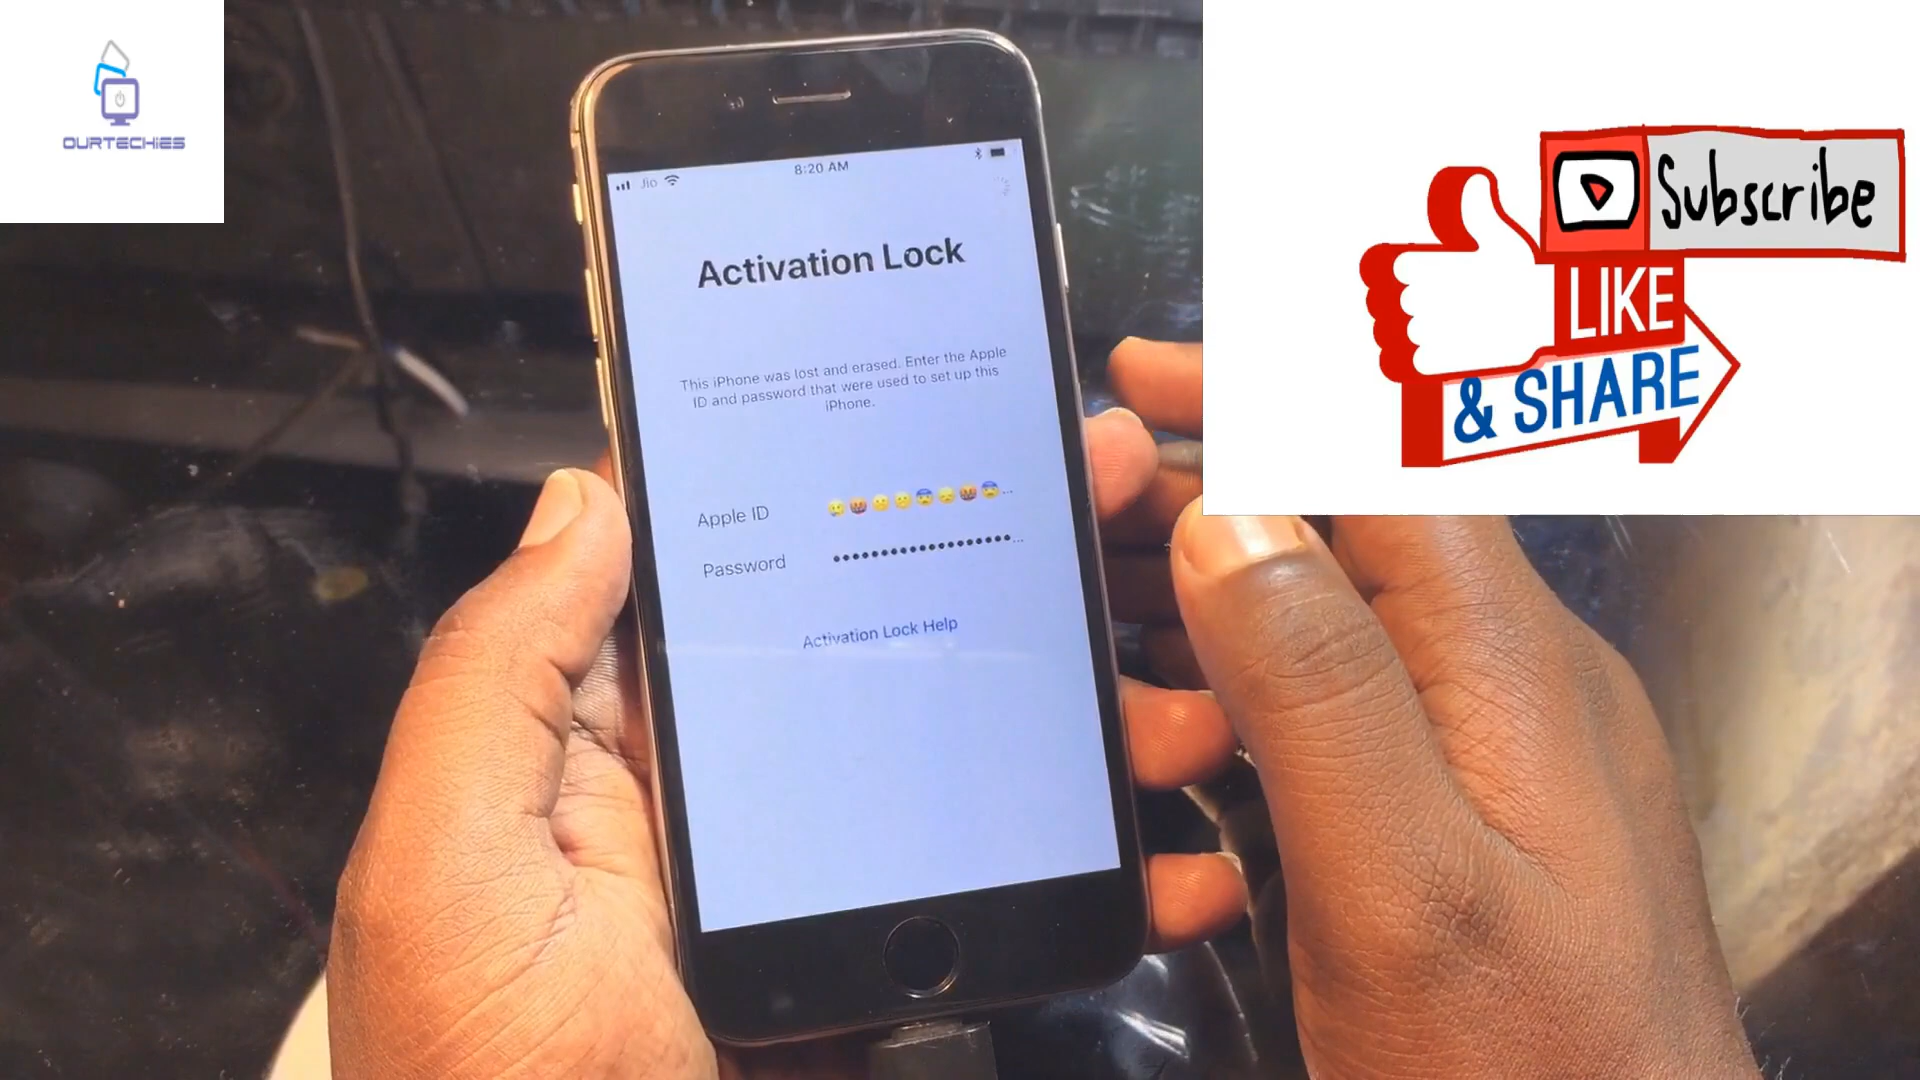 OURTECHIES
Jio
8:20 AM
Activation Lock
This iPhone was lost and erased. Enter the Apple
ID and password that were used to set up this
iPhone.
Apple ID 🥲🤬🫤🫤😨😞🤬😨...
Password •••••••••••••••••••...
Activation Lock Help
Subscribe
LIKE
& SHARE